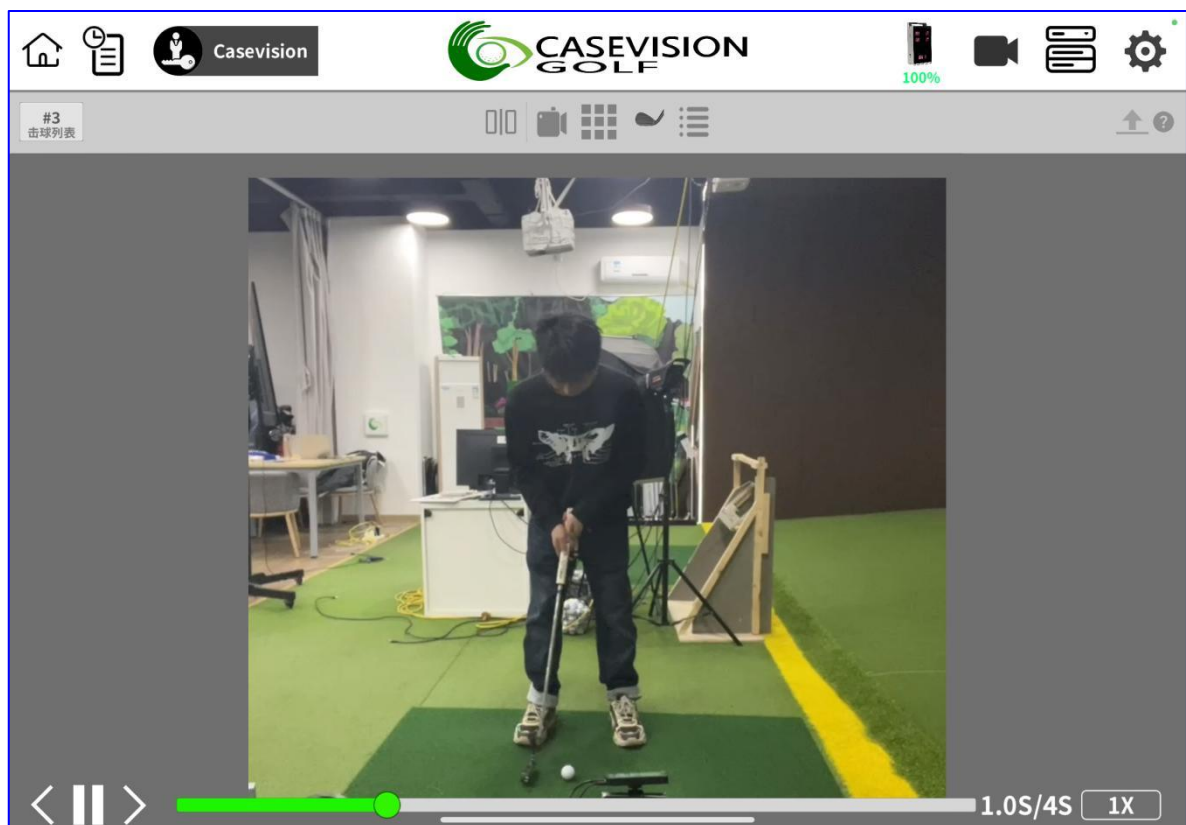 Casevision
CASEVISION
GOLF
100%
#3
击球列表
1.0S/4S
1X